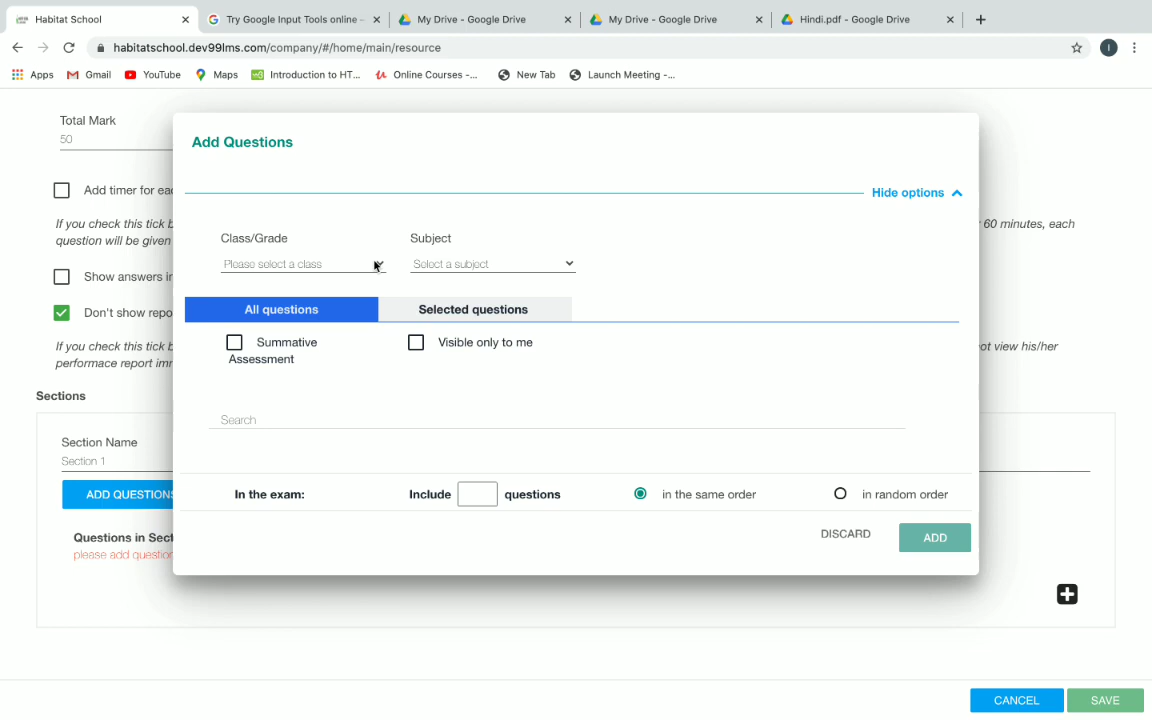 Habitat School
Try Google Input Tools online –
My Drive - Google Drive
My Drive - Google Drive
Hindi.pdf - Google Drive
habitatschool.dev99lms.com/company/#/home/main/resource
I
Apps
Gmail
YouTube
Maps
Introduction to HT...
Online Courses -...
New Tab
Launch Meeting -...
Total Mark
50
Add timer for eac
If you check this tick b
60 minutes, each
question will be given
Show answers in
Don't show repo
If you check this tick b
ot view his/her
performace report imn
Sections
Section Name
Section 1
ADD QUESTIONS
Questions in Sect
please add question
Add Questions
Hide options
Class/Grade
Subject
Please select a class
Select a subject
All questions
Selected questions
Summative
Assessment
Visible only to me
Search
In the exam:
Include
questions
in the same order
in random order
DISCARD
ADD
CANCEL
SAVE